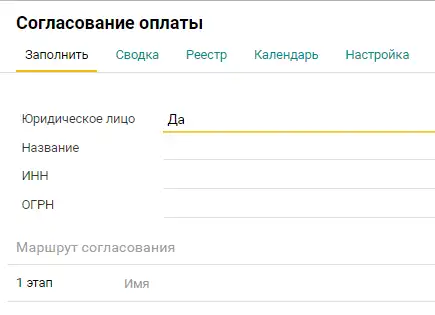 Согласование оплаты
Заполнить Сводка Реестр Календарь Настройка
Юридическое лицо Да
Название
ИНН
ОГРН
Маршрут согласования
1 этап Имя